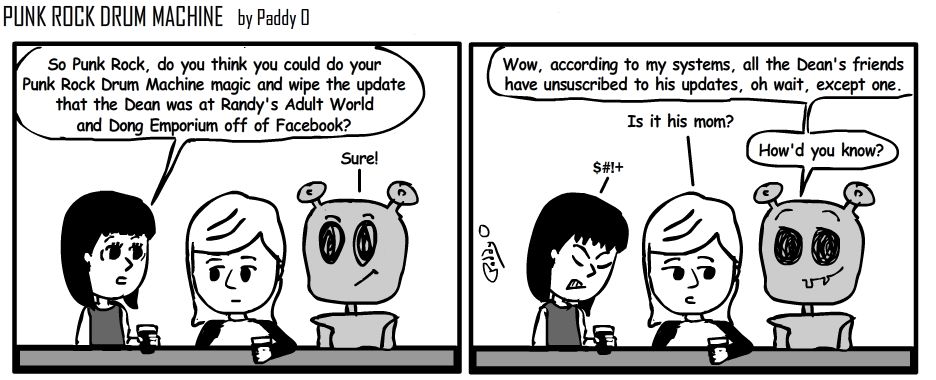 PUNK ROCK DRUM MACHINE by Paddy O
So Punk Rock, do you think you could do your
Punk Rock Drum Machine magic and wipe the update
that the Dean was at Randy's Adult World
and Dong Emporium off of Facebook?
Sure!
Wow, according to my systems, all the Dean's friends
have unsuscribed to his updates, oh wait, except one.
Is it his mom?
How'd you know?
$#!+